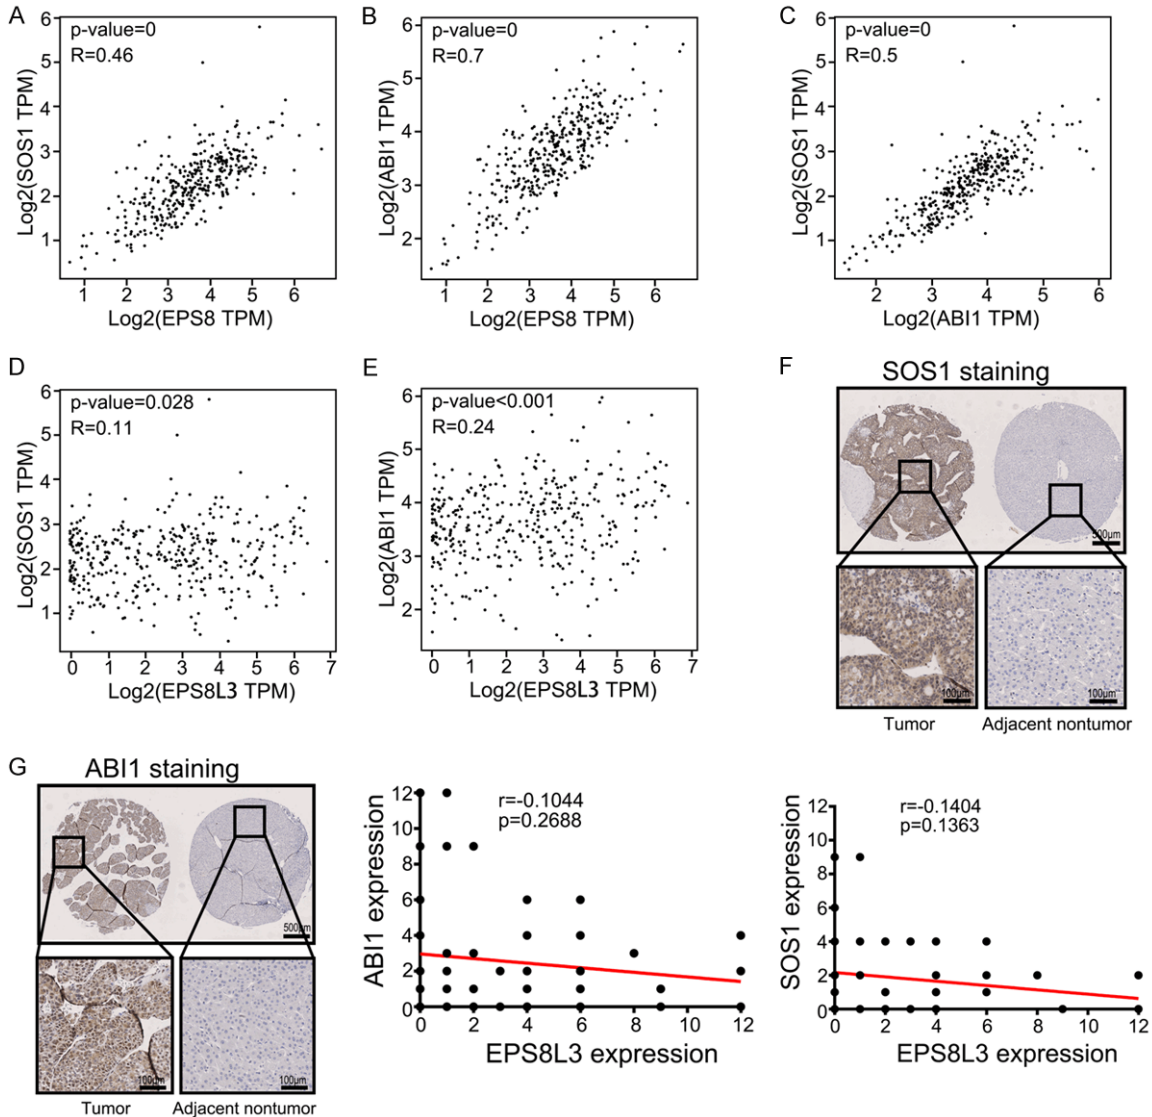 A
p-value=0
R=0.46
Log2(SOS1 TPM)
6
5
4
3
2
1
1 2 3 4 5 6
Log2(EPS8 TPM)
B
p-value=0
R=0.7
Log2(ABI1 TPM)
6
5
4
3
2
1 2 3 4 5 6
Log2(EPS8 TPM)
C
p-value=0
R=0.5
Log2(SOS1 TPM)
6
5
4
3
2
1
2 3 4 5 6
Log2(ABI1 TPM)
D
p-value=0.028
R=0.11
Log2(SOS1 TPM)
6
5
4
3
2
1
0 1 2 3 4 5 6 7
Log2(EPS8L3 TPM)
E
p-value<0.001
R=0.24
Log2(ABI1 TPM)
6
5
4
3
2
0 1 2 3 4 5 6 7
Log2(EPS8L3 TPM)
F
SOS1 staining
500μm
100μm
100μm
Tumor
Adjacent nontumor
G
ABI1 staining
500μm
100μm
100μm
Tumor
Adjacent nontumor
r=-0.1044
p=0.2688
ABI1 expression
12
10
8
6
4
2
0
0 2 4 6 8 10 12
EPS8L3 expression
r=-0.1404
p=0.1363
SOS1 expression
12
10
8
6
4
2
0
0 2 4 6 8 10 12
EPS8L3 expression